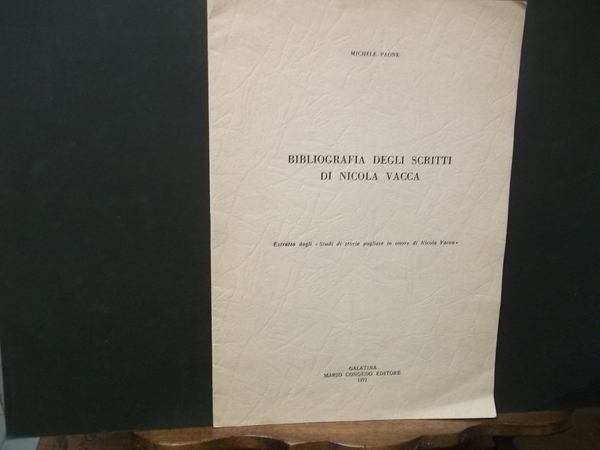 MICHELE PAONE
BIBLIOGRAFIA DEGLI SCRITTI
DI NICOLA VACCA
Estratto dagli «Studi di storia pugliese in onore di Nicola Vacca»
GALATINA
MARIO CONGEDO EDITORE
1971